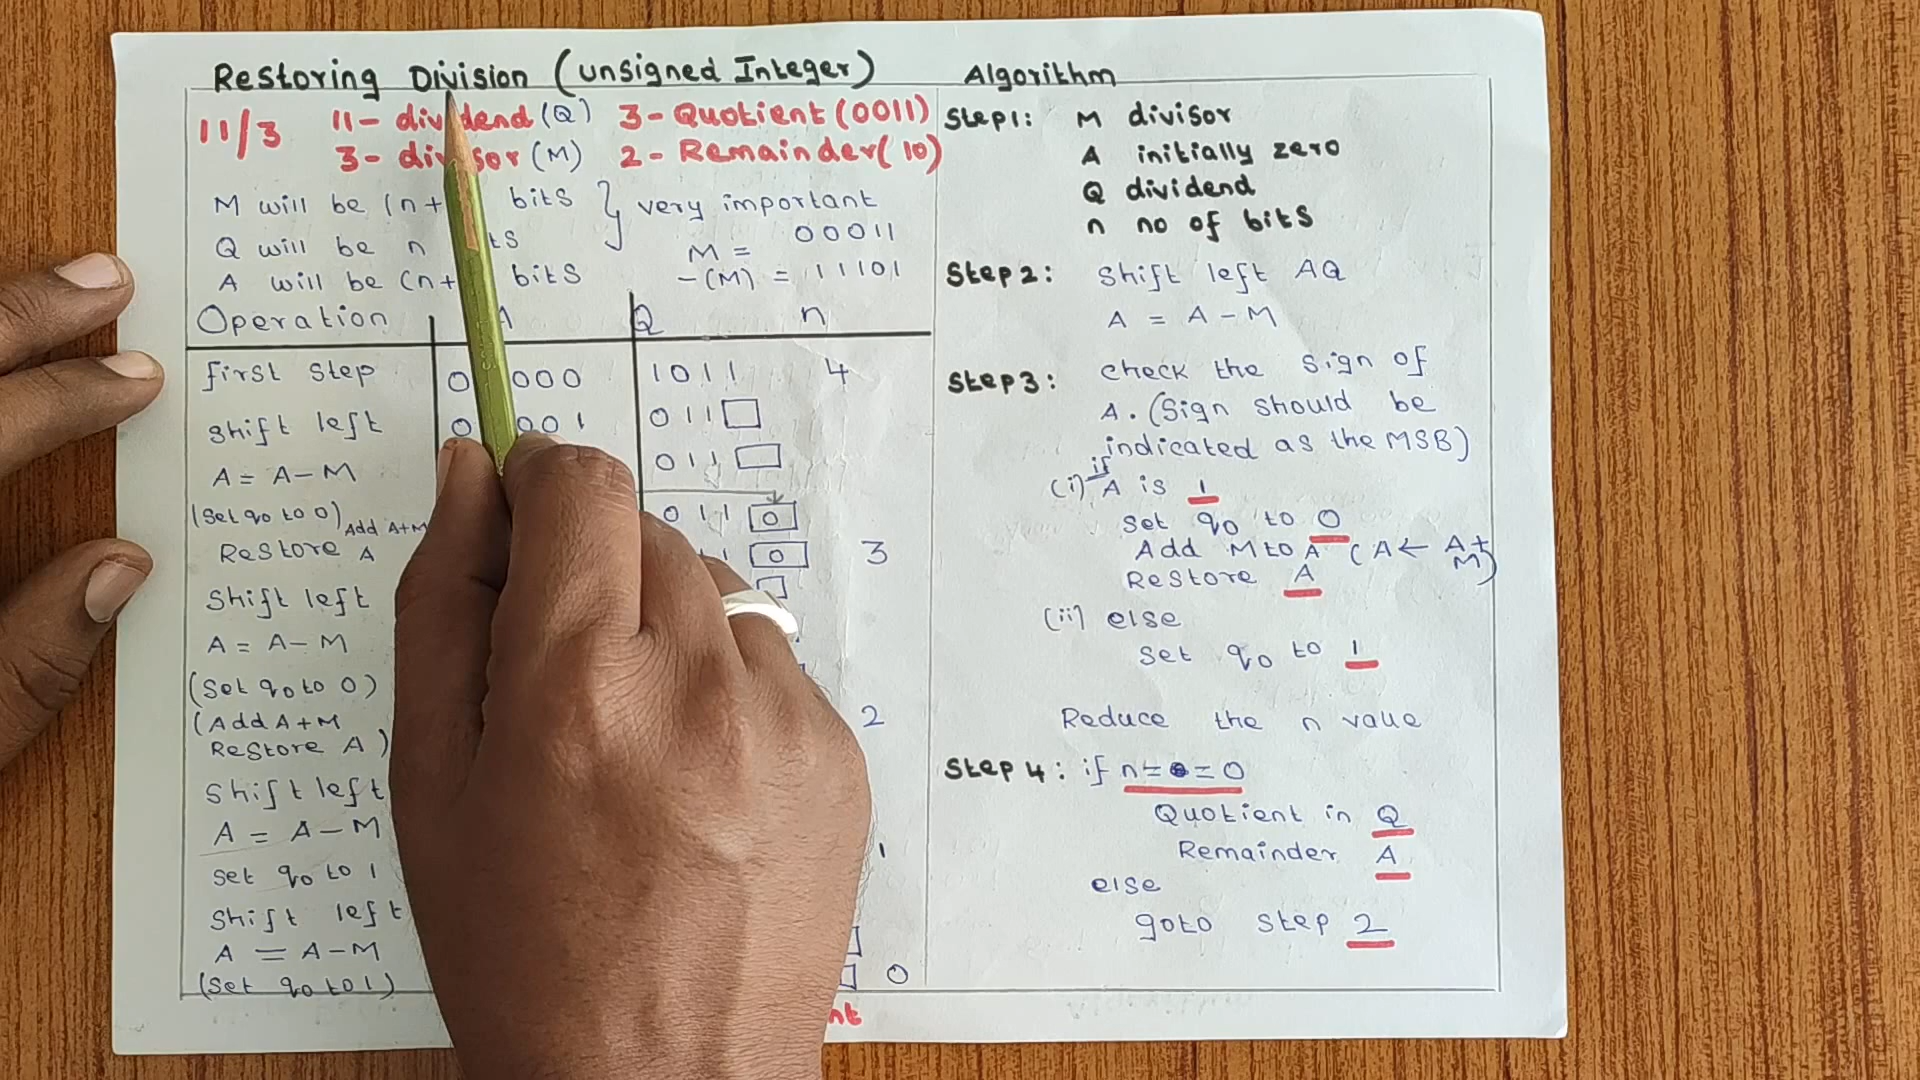 Restoring Division (unsigned Integer)
11/3 11- dividend (Q) 3- Quotient (0011)
3- divisor (M) 2- Remainder( 10)
M will be (n+ bits } very important
Q will be n
A will be (n+ bits
M = 00011
-(M) = 11101
Operation A Q n
first step 0 000 1011 4
shift left 0 001 011
A = A-M 011
(Set q0 to 0) Add A+M 011 0
Restore A 0 3
Shift left
A = A-M
(Set q0 to 0)
(Add A+M 2
Restore A)
Shift left
A = A-M
set q0 to 1 1
Shift left
A = A-M
(Set q0 to 1) 0
Algorithm
Step1: M divisor
A initially zero
Q dividend
n no of bits
Step2: Shift left AQ
A = A-M
Step3: check the sign of
A. (Sign should be
indicated as the MSB)
(i) if A is 1
Set q0 to 0
Add M to A (A← A+M)
Restore A
(ii) else
Set q0 to 1
Reduce the n value
Step 4: if n== 0
Quotient in Q
Remainder A
else
goto step 2